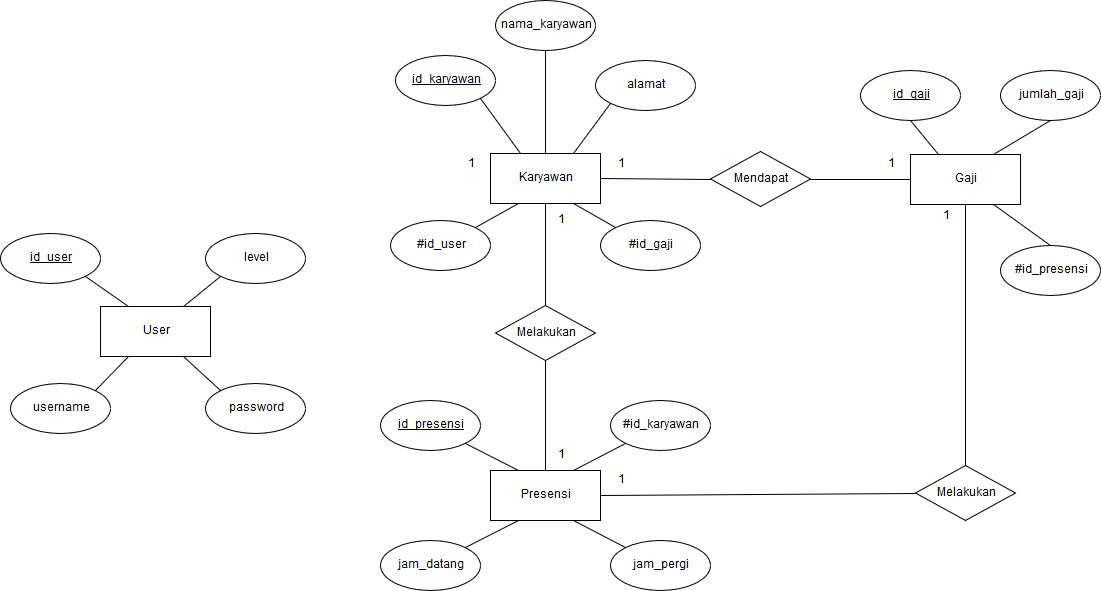 nama_karyawan
id_karyawan
alamat
id_gaji
jumlah_gaji
1
1
1
Karyawan
Mendapat
Gaji
1
1
#id_user
#id_gaji
id_user
level
#id_presensi
User
Melakukan
username
password
id_presensi
#id_karyawan
1
1
Presensi
Melakukan
jam_datang
jam_pergi